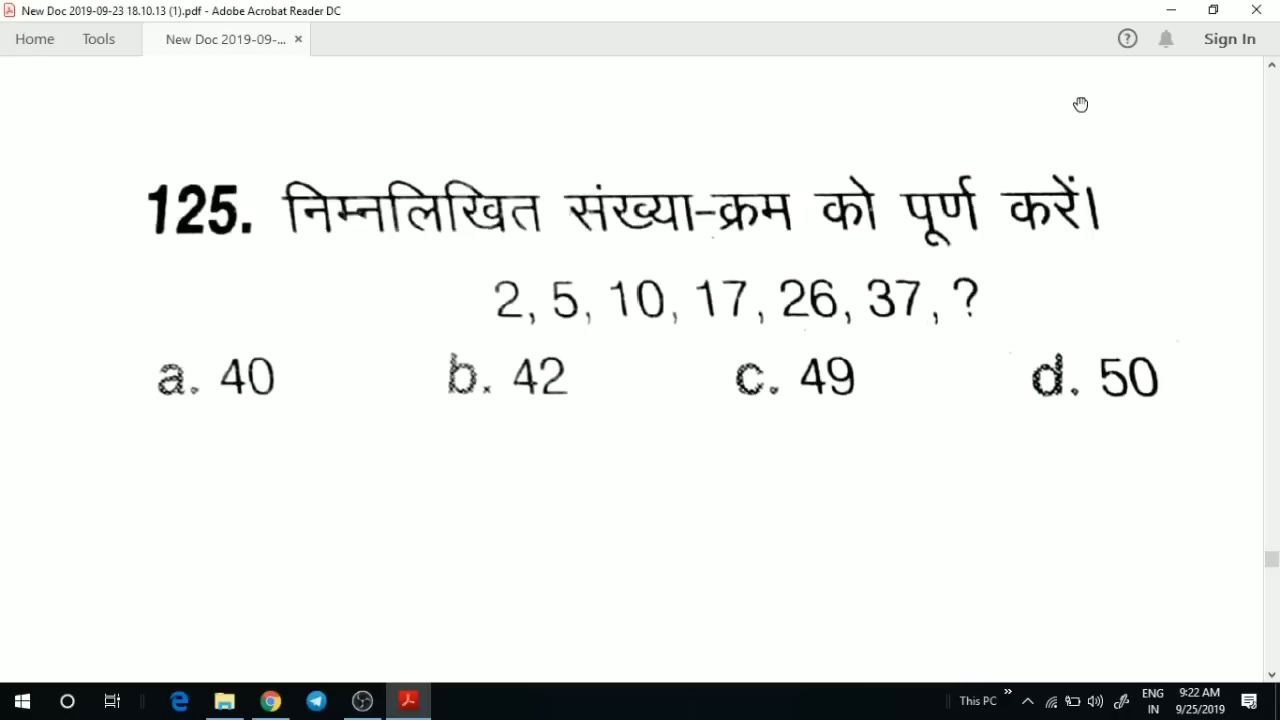 New Doc 2019-09-23 18.10.13 (1).pdf - Adobe Acrobat Reader DC
Home Tools New Doc 2019-09-... × ? Sign In
125. निम्नलिखित संख्या-क्रम को पूर्ण करें।
2, 5, 10, 17, 26, 37, ?
a. 40 b. 42 c. 49 d. 50
This PC » ENG 9:22 AM
IN 9/25/2019